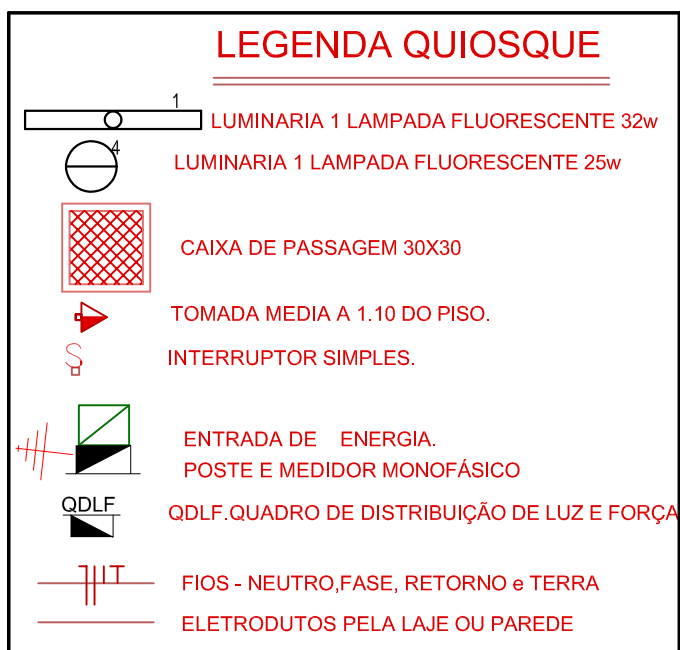 LEGENDA QUIOSQUE
1
LUMINARIA 1 LAMPADA FLUORESCENTE 32w
4
LUMINARIA 1 LAMPADA FLUORESCENTE 25w
CAIXA DE PASSAGEM 30X30
TOMADA MEDIA A 1.10 DO PISO.
S
INTERRUPTOR SIMPLES.
ENTRADA DE ENERGIA.
POSTE E MEDIDOR MONOFÁSICO
QDLF
QDLF.QUADRO DE DISTRIBUIÇÃO DE LUZ E FORÇA
FIOS - NEUTRO,FASE, RETORNO e TERRA
ELETRODUTOS PELA LAJE OU PAREDE